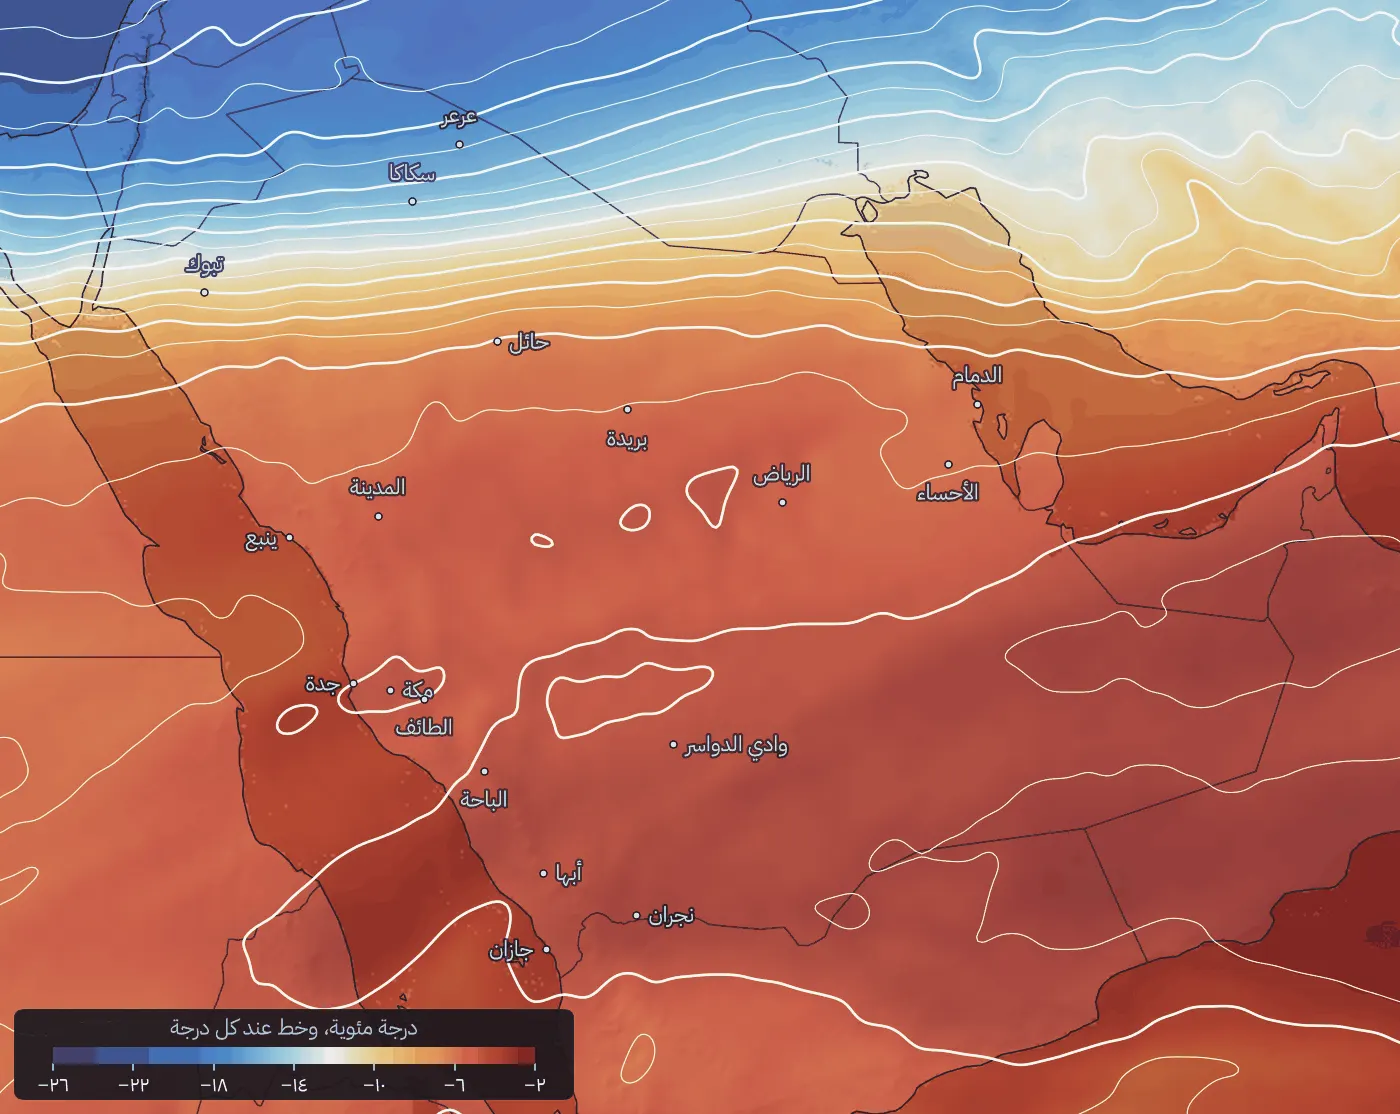 عرعر
سكاكا
تبوك
حائل
الدمام
بريدة
الرياض
المدينة
الأحساء
ينبع
جدة
مكة
الطائف
وادي الدواسر
الباحة
أبها
نجران
جازان
درجة مئوية، وخط عند كل درجة
−٢٦ −٢٢ −١٨ −١٤ −١٠ −٦ −٢